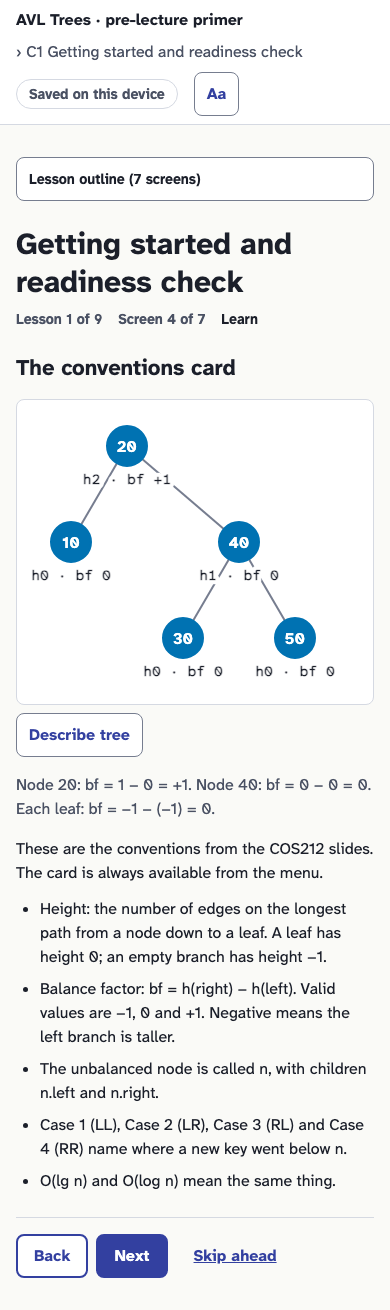 AVL Trees · pre-lecture primer
› C1 Getting started and readiness check
Saved on this device
Aa
Lesson outline (7 screens)
Getting started and
readiness check
Lesson 1 of 9 Screen 4 of 7 Learn
The conventions card
20
h2 · bf +1
10
40
h0 · bf 0
h1 · bf 0
30
50
h0 · bf 0
h0 · bf 0
Describe tree
Node 20: bf = 1 − 0 = +1. Node 40: bf = 0 − 0 = 0.
Each leaf: bf = −1 − (−1) = 0.
These are the conventions from the COS212 slides.
The card is always available from the menu.
• Height: the number of edges on the longest
path from a node down to a leaf. A leaf has
height 0; an empty branch has height −1.
• Balance factor: bf = h(right) − h(left). Valid
values are −1, 0 and +1. Negative means the
left branch is taller.
• The unbalanced node is called n, with children
n.left and n.right.
• Case 1 (LL), Case 2 (LR), Case 3 (RL) and Case
4 (RR) name where a new key went below n.
• O(lg n) and O(log n) mean the same thing.
Back
Next
Skip ahead